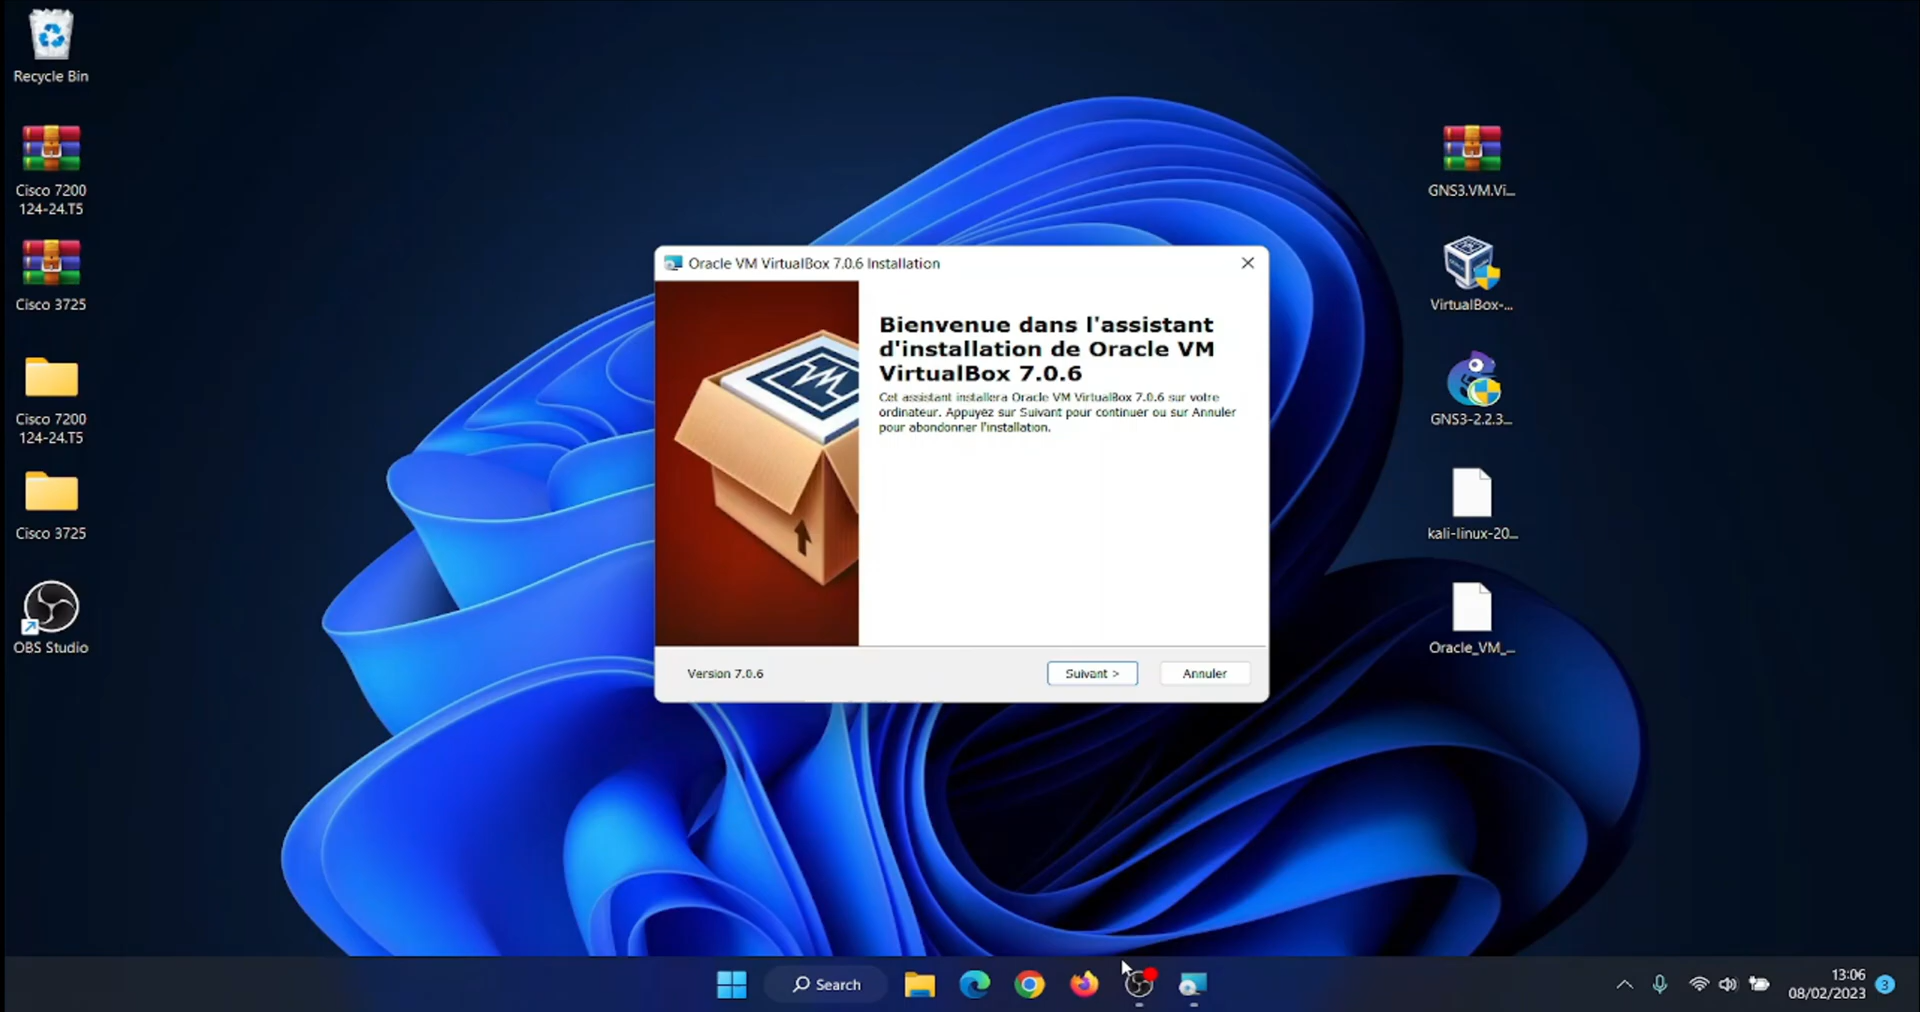 Recycle Bin
Cisco 7200
124-24.T5
Cisco 3725
Cisco 7200
124-24.T5
Cisco 3725
OBS Studio
Oracle VM VirtualBox 7.0.6 Installation
Bienvenue dans l'assistant
d'installation de Oracle VM
VirtualBox 7.0.6
Cet assistant installera Oracle VM VirtualBox 7.0.6 sur votre
ordinateur. Appuyez sur Suivant pour continuer ou sur Annuler
pour abondonner l'installation.
Version 7.0.6
Suivant >
Annuler
GNS3.VM.Vi...
VirtualBox-...
GNS3-2.2.3...
kali-linux-20...
Oracle_VM_...
Search
13:06
08/02/2023
3